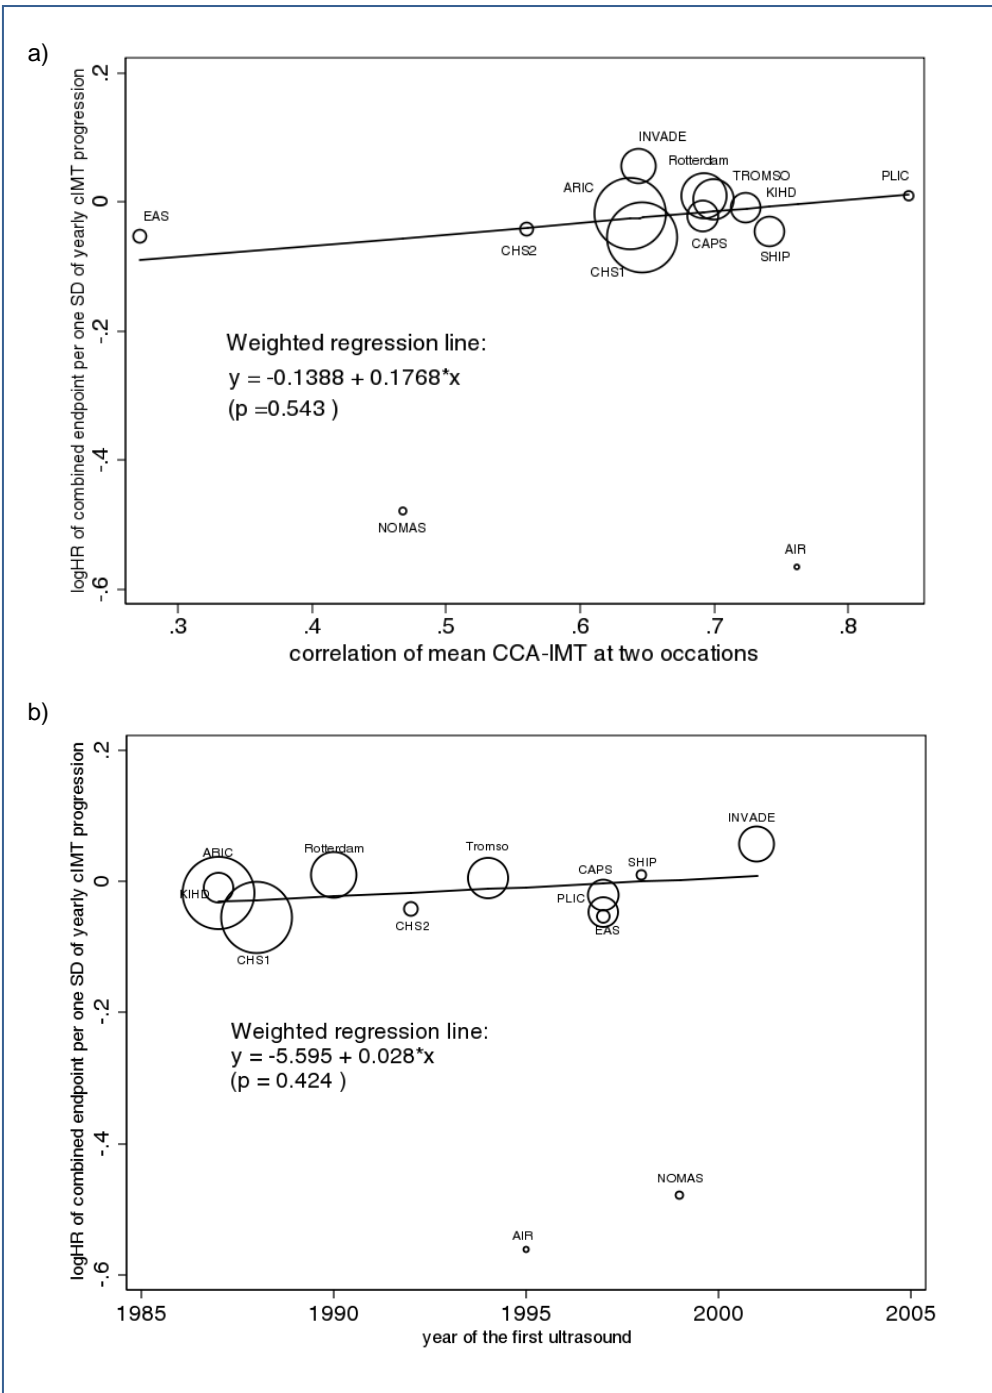 a)
logHR of combined endpoint per one SD of yearly cIMT progression
.2
0
-.2
-.4
-.6
INVADE
Rotterdam
ARIC
TROMSO
KIHD
PLIC
EAS
CHS2
CHS1
CAPS
SHIP
Weighted regression line:
y = -0.1388 + 0.1768*x
(p =0.543 )
NOMAS
AIR
.3 .4 .5 .6 .7 .8
correlation of mean CCA-IMT at two occations
b)
logHR of combined endpoint per one SD of yearly cIMT progression
.2
0
-.2
-.4
-.6
INVADE
ARIC
Rotterdam
Tromso
CAPS
SHIP
KIHD
PLIC
CHS2
EAS
CHS1
Weighted regression line:
y = -5.595 + 0.028*x
(p = 0.424 )
NOMAS
AIR
1985 1990 1995 2000 2005
year of the first ultrasound